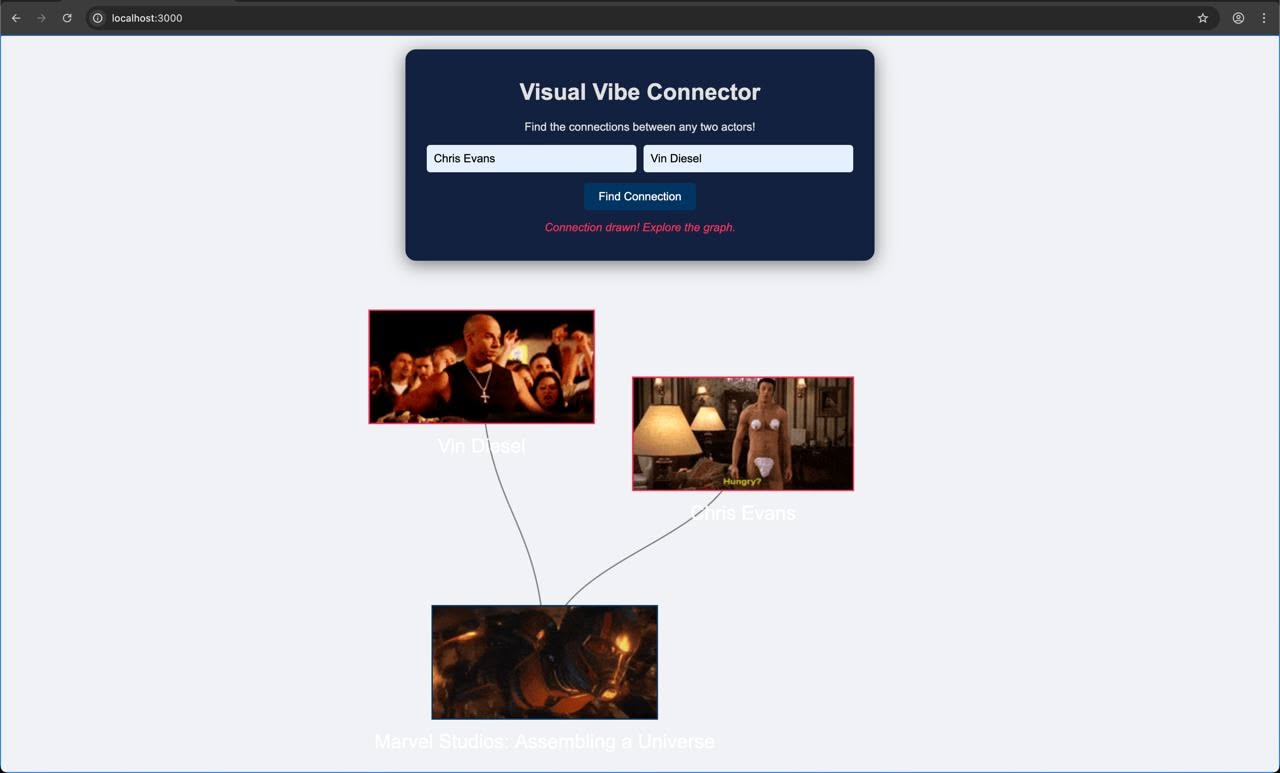 localhost:3000
Visual Vibe Connector
Find the connections between any two actors!
Chris Evans
Vin Diesel
Find Connection
Connection drawn! Explore the graph.
Vin Diesel
Hungry?
Chris Evans
Marvel Studios: Assembling a Universe